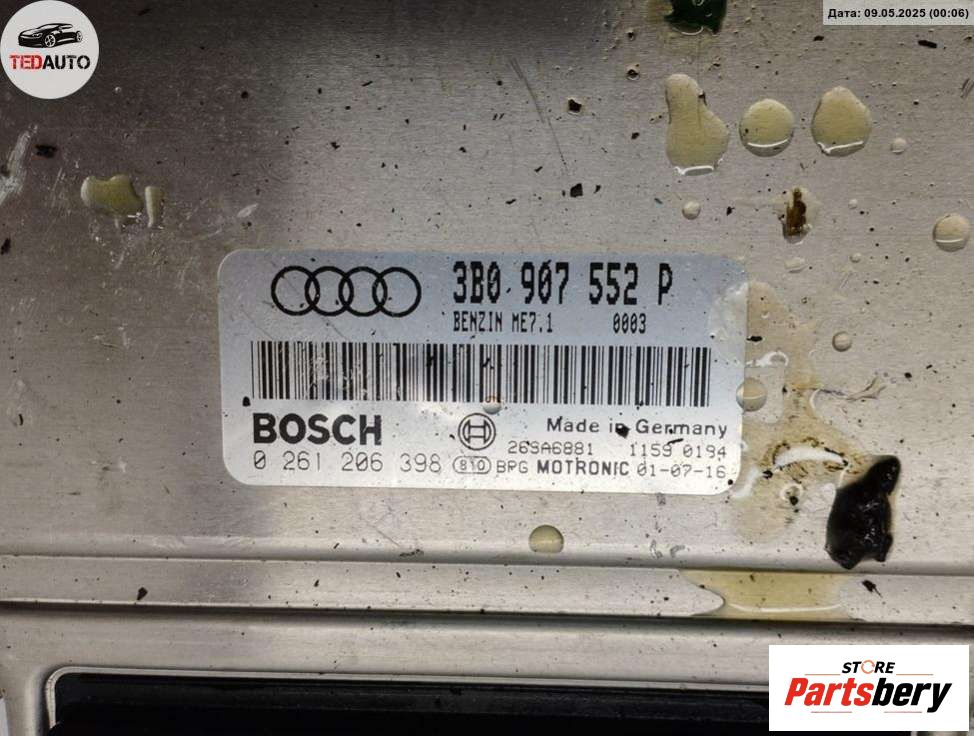 Дата: 09.05.2025 (00:06)
TEDAUTO
3B0 907 552 P
BENZIN ME7.1 0003
BOSCH
Made in Germany
26SA6881 1159 0194
0 261 206 398 810 BPG MOTRONIC 01-07-16
STORE
Partsbery